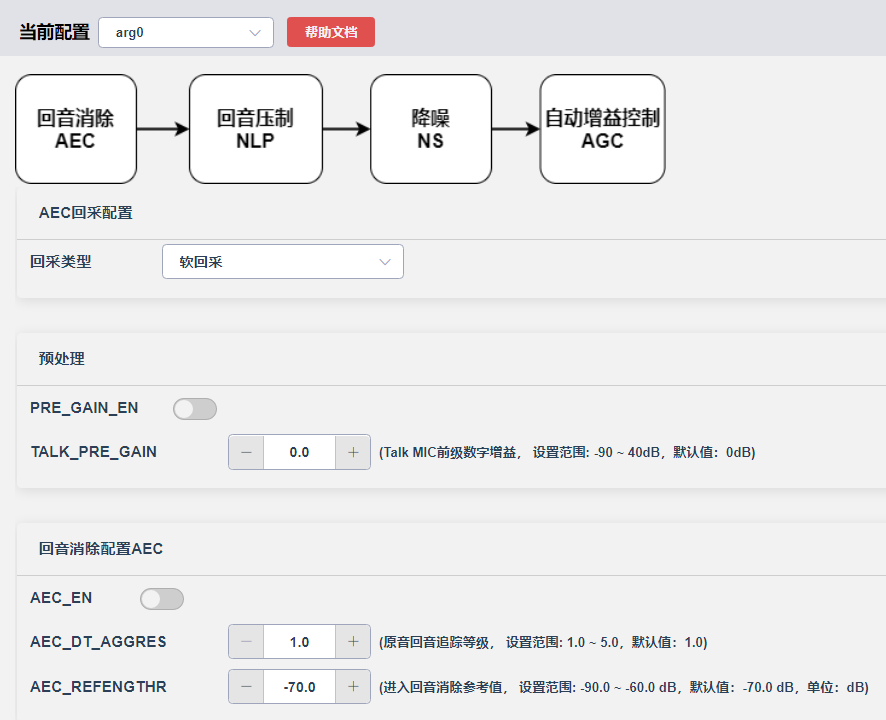 当前配置 arg0 帮助文档
回音消除 回音压制 降噪 自动增益控制
AEC NLP NS AGC
AEC回采配置
回采类型 软回采
预处理
PRE_GAIN_EN
TALK_PRE_GAIN − 0.0 + (Talk MIC前级数字增益， 设置范围: -90 ~ 40dB，默认值：0dB)
回音消除配置AEC
AEC_EN
AEC_DT_AGGRES − 1.0 + (原音回音追踪等级， 设置范围: 1.0 ~ 5.0，默认值：1.0)
AEC_REFENGTHR − -70.0 + (进入回音消除参考值， 设置范围: -90.0 ~ -60.0 dB，默认值：-70.0 dB，单位：dB)